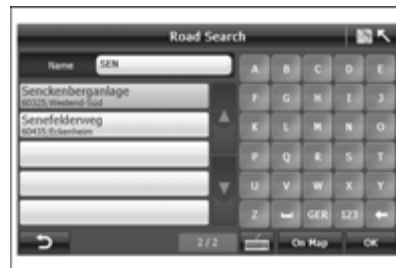 Road Search
Name SEN
A B C D E
Senckenberganlage
60325, Westend-Süd
F G H I J
Senefelderweg
60435, Eckenheim
K L M N O
P Q R S T
U V W X Y
Z GER 123
2/2 On Map OK